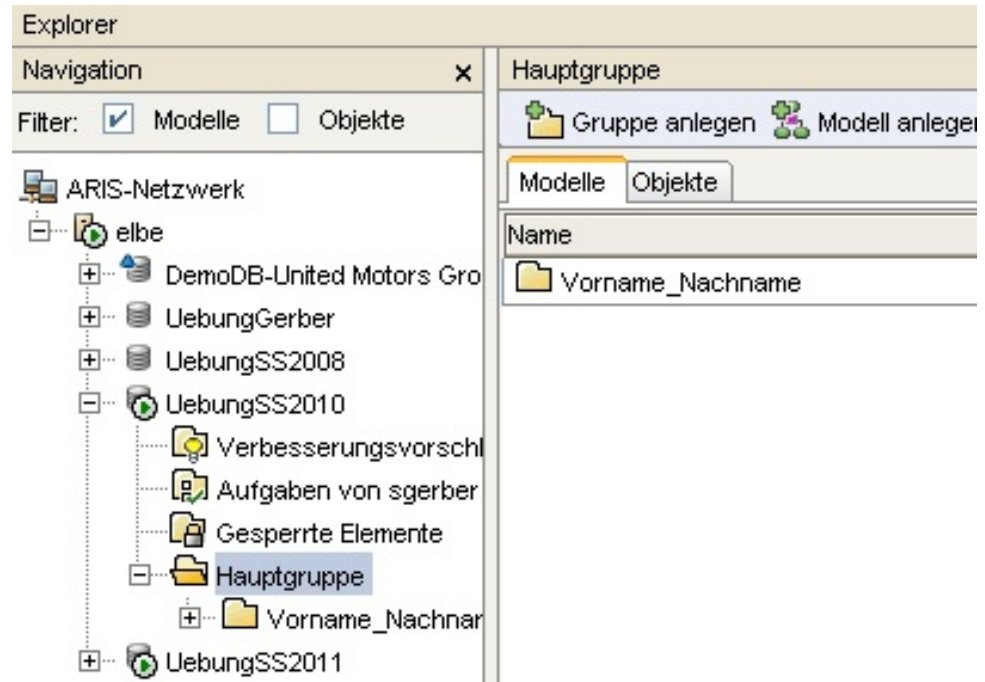 Explorer
Navigation
Filter: Modelle Objekte
ARIS-Netzwerk
elbe
DemoDB-United Motors Gro
UebungGerber
UebungSS2008
UebungSS2010
Verbesserungsvorschl
Aufgaben von sgerber
Gesperrte Elemente
Hauptgruppe
Vorname_Nachnar
UebungSS2011
Hauptgruppe
Gruppe anlegen Modell anlegen
Modelle Objekte
Name
Vorname_Nachname